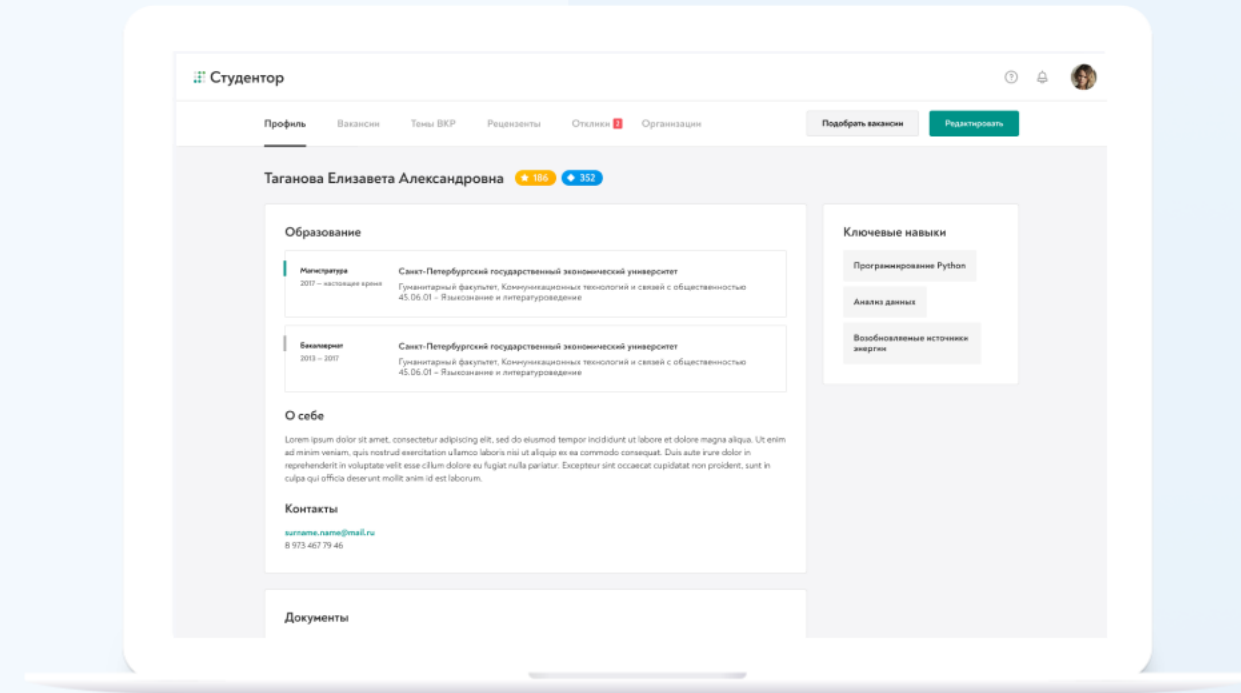 Студентор
Профиль Вакансии Темы ВКР Рецензенты Отклики 2 Организации Подобрать вакансии Редактировать
Таганова Елизавета Александровна 186 352
Образование
Магистратура
2017 – настоящее время
Санкт-Петербургский государственный экономический университет
Гуманитарный факультет, Коммуникационных технологий и связей с общественностью
45.06.01 – Языкознание и литературоведение
Бакалавриат
2013 – 2017
Санкт-Петербургский государственный экономический университет
Гуманитарный факультет, Коммуникационных технологий и связей с общественностью
45.06.01 – Языкознание и литературоведение
О себе
Lorem ipsum dolor sit amet, consectetur adipiscing elit, sed do eiusmod tempor incididunt ut labore et dolore magna aliqua. Ut enim
ad minim veniam, quis nostrud exercitation ullamco laboris nisi ut aliquip ex ea commodo consequat. Duis aute irure dolor in
reprehenderit in voluptate velit esse cillum dolore eu fugiat nulla pariatur. Excepteur sint occaecat cupidatat non proident, sunt in
culpa qui officia deserunt mollit anim id est laborum.
Контакты
surname.name@mail.ru
8 973 467 79 46
Документы
Ключевые навыки
Программирование Python
Анализ данных
Возобновляемые источники
энергии